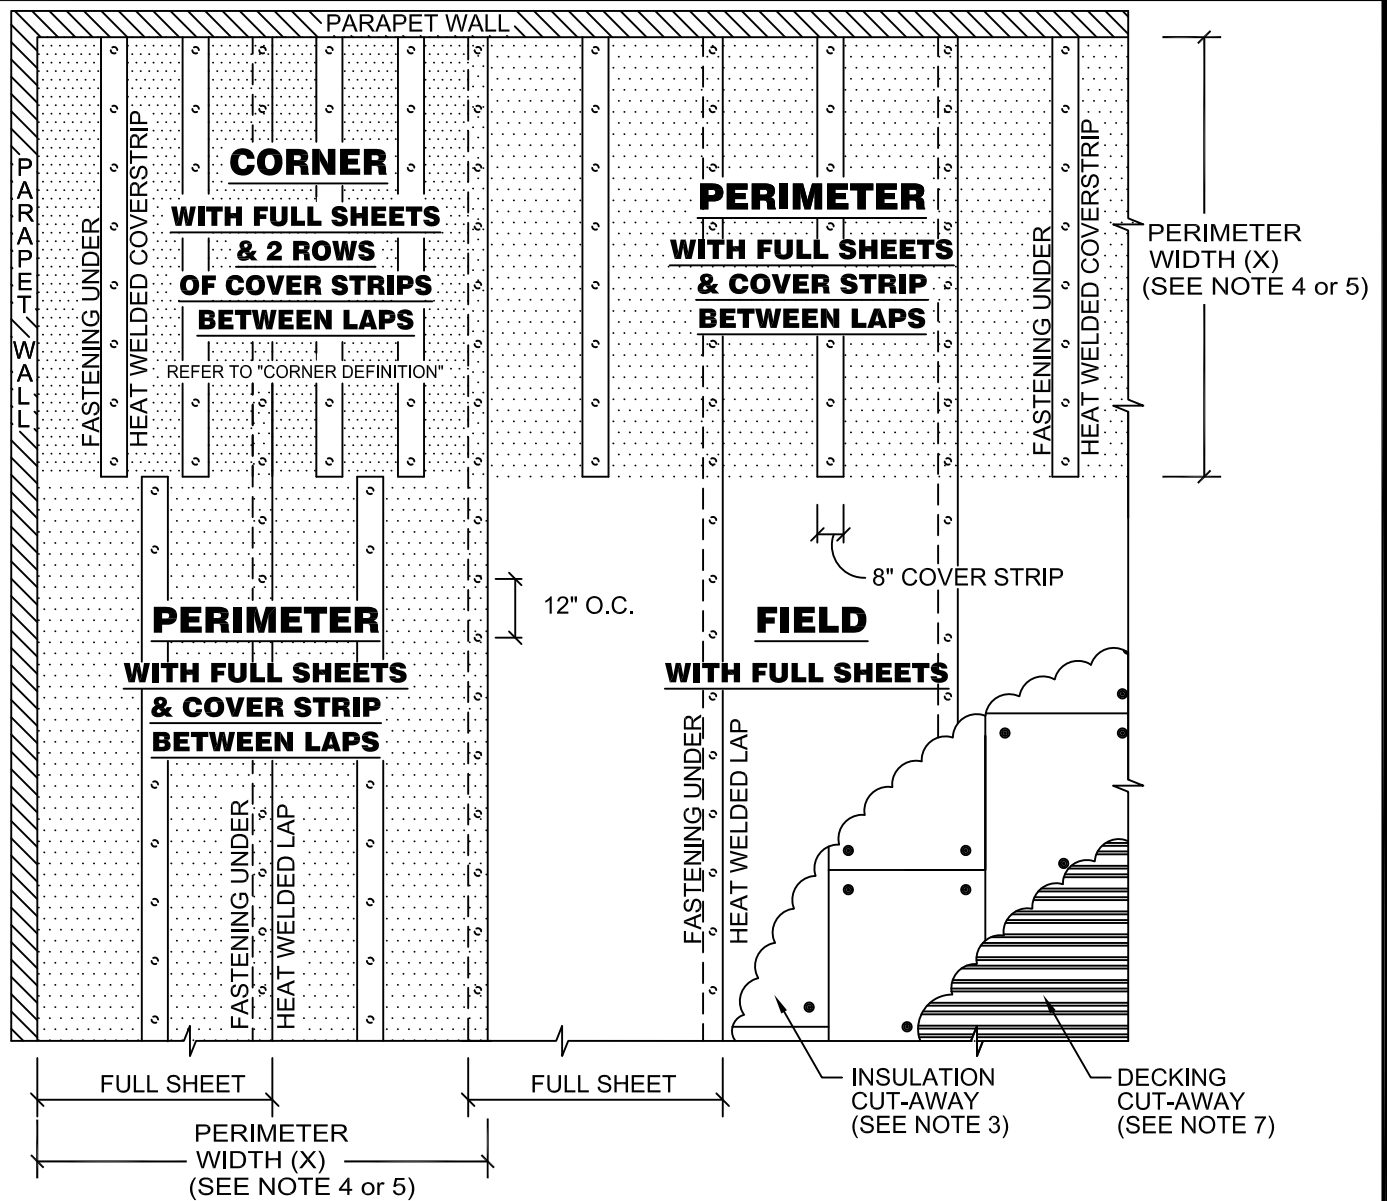 PARAPET WALL
PARAPET WALL
FASTENING UNDER
HEAT WELDED COVERSTRIP
CORNER
WITH FULL SHEETS
& 2 ROWS
OF COVER STRIPS
BETWEEN LAPS
REFER TO "CORNER DEFINITION"
PERIMETER
WITH FULL SHEETS
& COVER STRIP
BETWEEN LAPS
FASTENING UNDER
HEAT WELDED COVERSTRIP
PERIMETER
WIDTH (X)
(SEE NOTE 4 or 5)
8" COVER STRIP
12" O.C.
PERIMETER
WITH FULL SHEETS
& COVER STRIP
BETWEEN LAPS
FIELD
WITH FULL SHEETS
FASTENING UNDER
HEAT WELDED LAP
FASTENING UNDER
HEAT WELDED LAP
FULL SHEET
FULL SHEET
INSULATION
CUT-AWAY
(SEE NOTE 3)
DECKING
CUT-AWAY
(SEE NOTE 7)
PERIMETER
WIDTH (X)
(SEE NOTE 4 or 5)